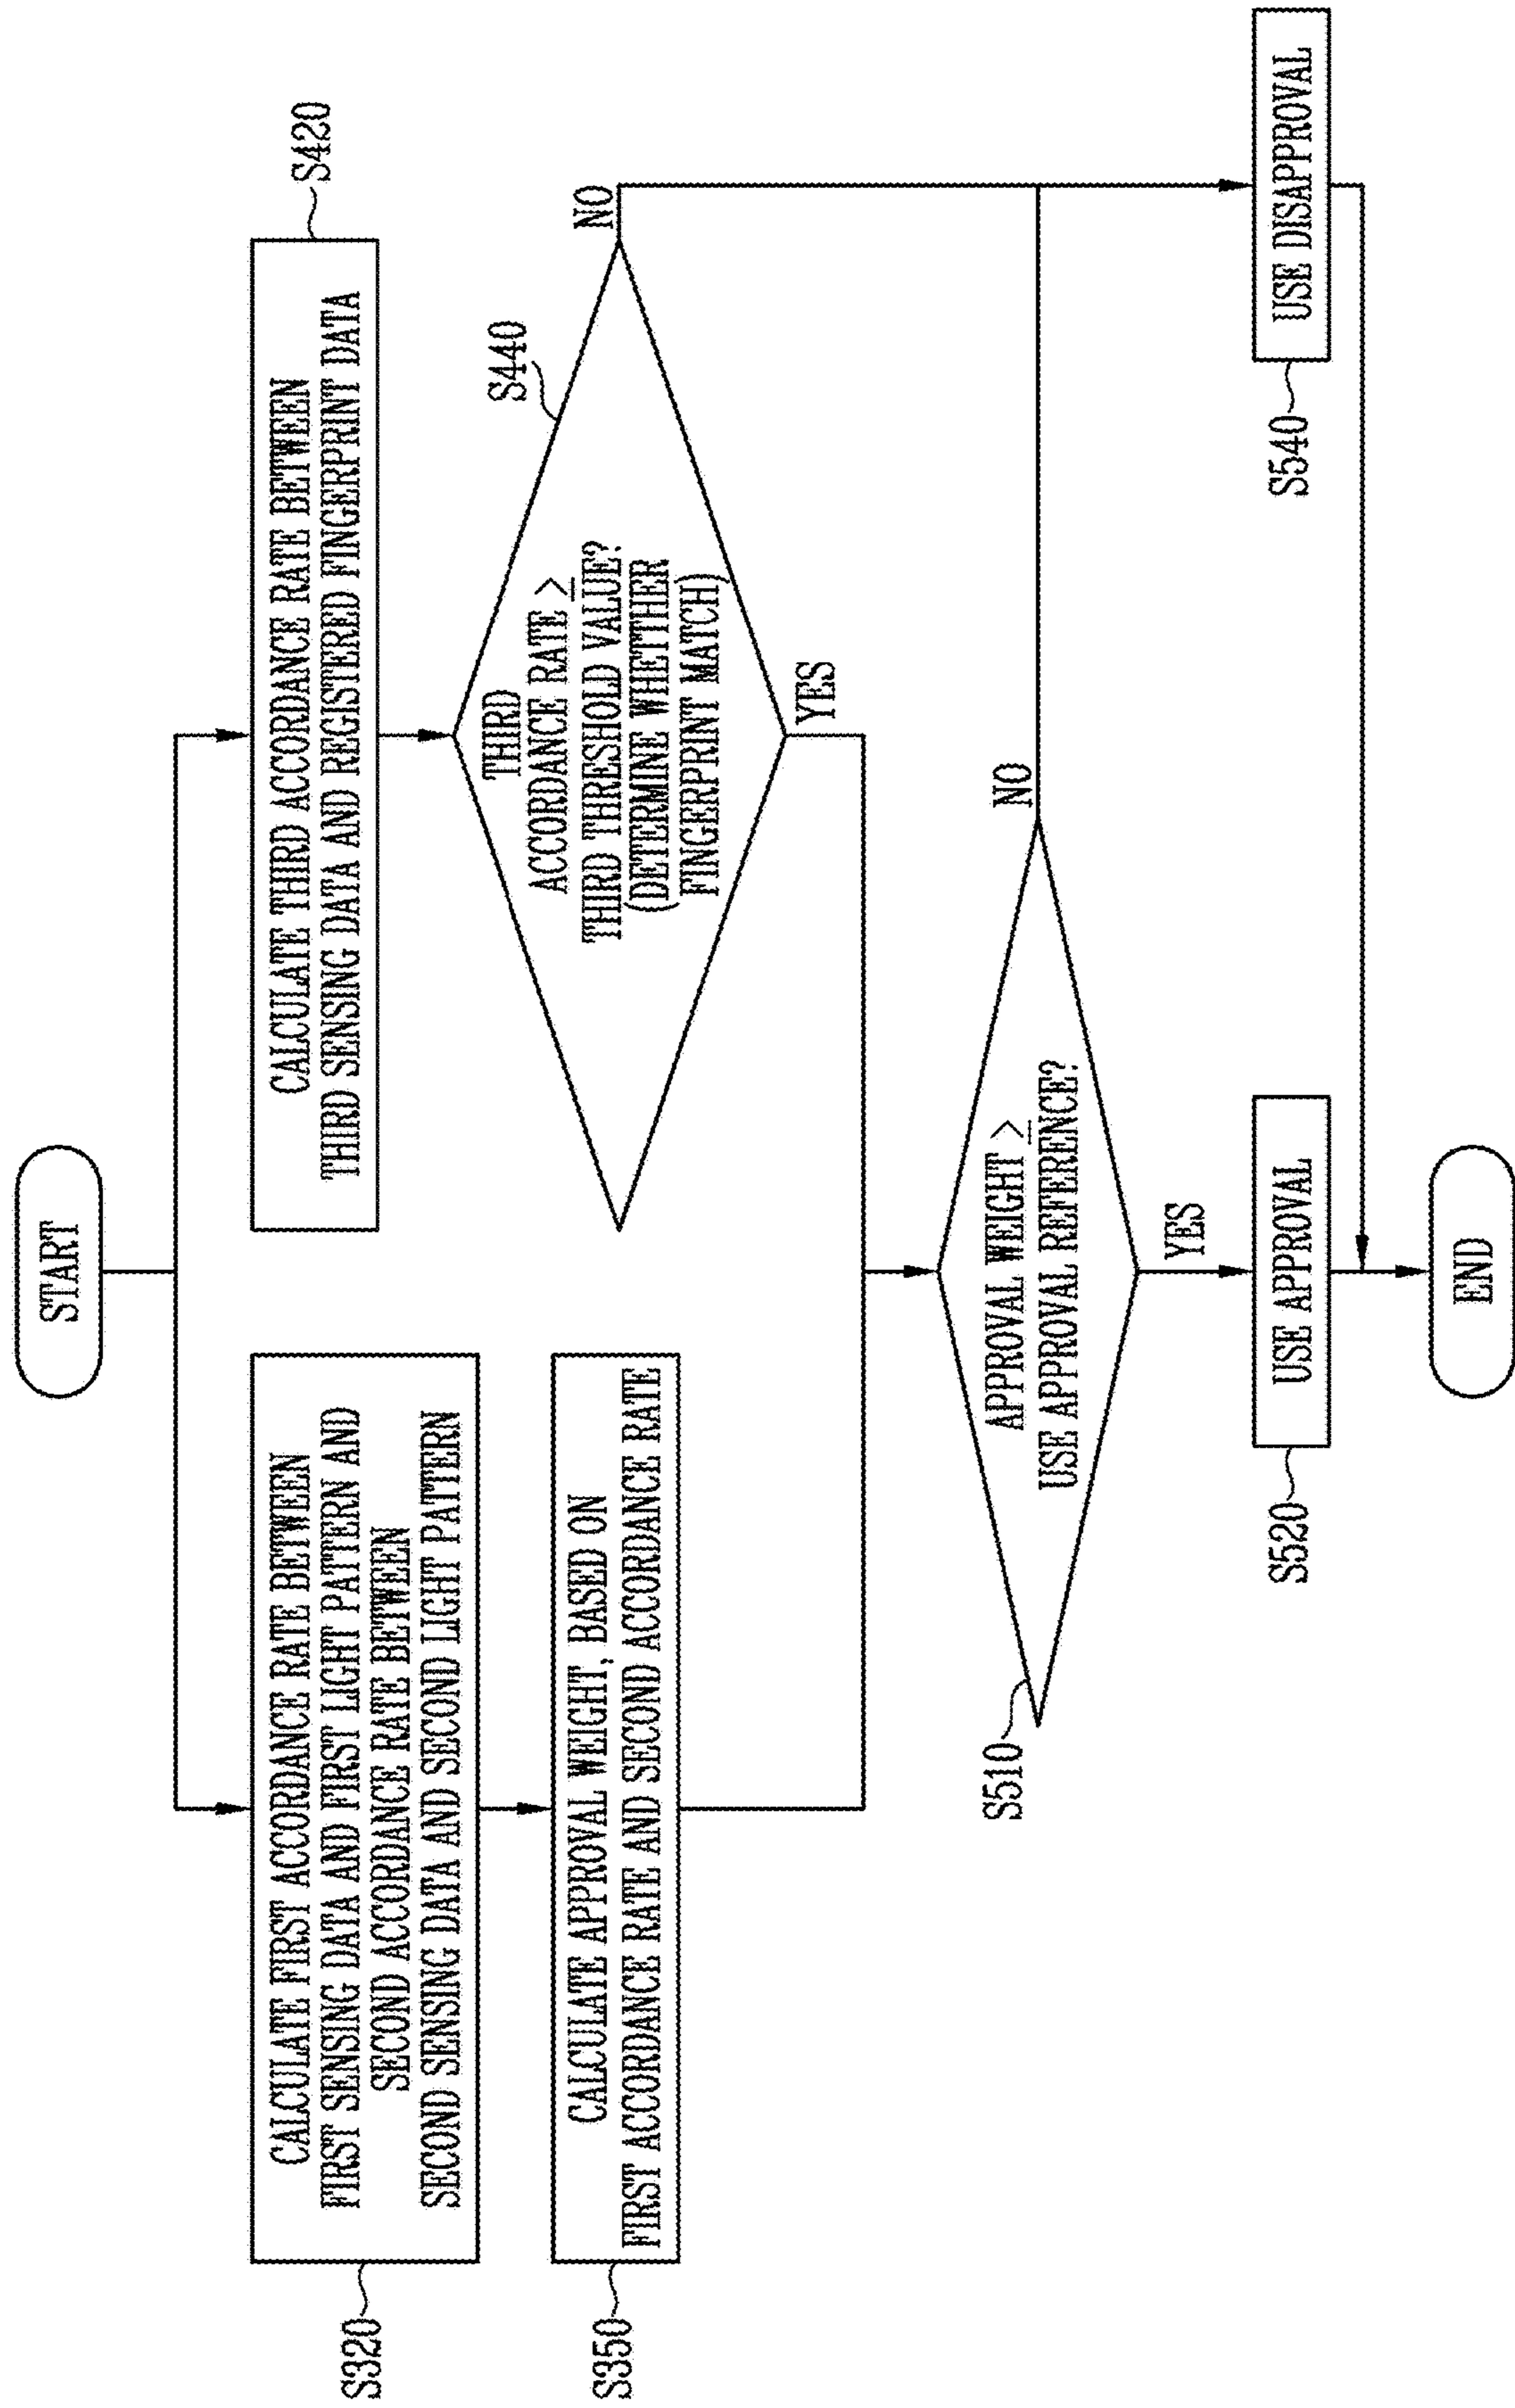 START
CALCULATE FIRST ACCORDANCE RATE BETWEEN
FIRST SENSING DATA AND FIRST LIGHT PATTERN AND
SECOND ACCORDANCE RATE BETWEEN
SECOND SENSING DATA AND SECOND LIGHT PATTERN
S320
CALCULATE APPROVAL WEIGHT, BASED ON
FIRST ACCORDANCE RATE AND SECOND ACCORDANCE RATE
S350
CALCULATE THIRD ACCORDANCE RATE BETWEEN
THIRD SENSING DATA AND REGISTERED FINGERPRINT DATA
S420
THIRD
ACCORDANCE RATE ≥
THIRD THRESHOLD VALUE?
(DETERMINE WHETTHER
FINGERPRINT MATCH)
S440
NO
YES
APPROVAL WEIGHT ≥
USE APPROVAL REFERENCE?
S510
NO
YES
USE APPROVAL
S520
USE DISAPPROVAL
S540
END